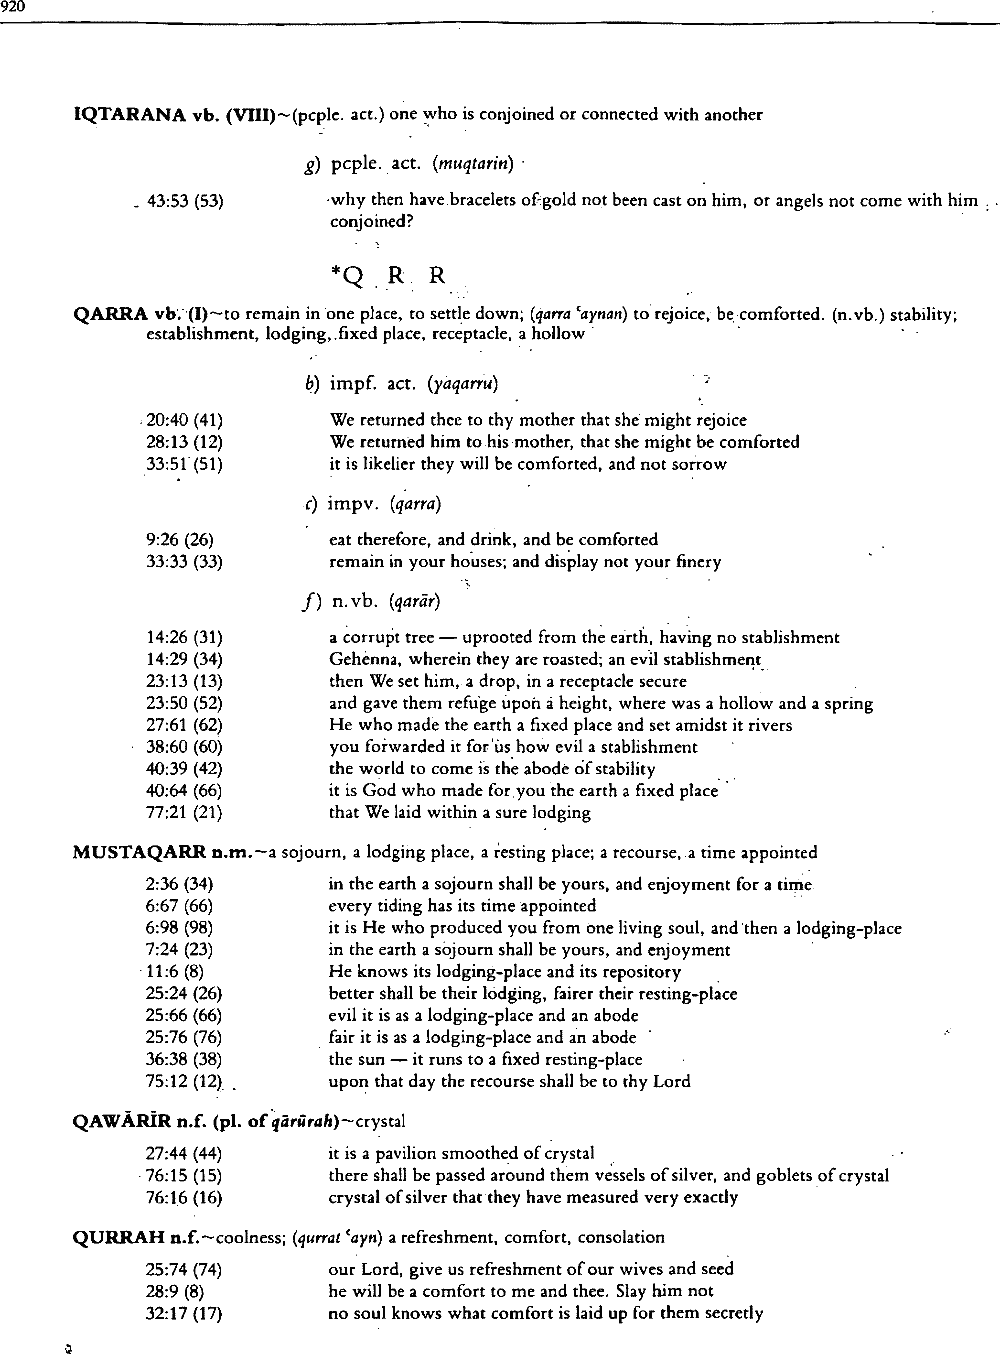 920
IQTARANA vb. (VIII)~(pcple. act.) one who is conjoined or connected with another
g) pcple. act. (muqtarin)
43:53 (53) why then have bracelets of gold not been cast on him, or angels not come with him
conjoined?
*Q R R
QARRA vb. (I)~to remain in one place, to settle down; (qarra ʿaynan) to rejoice, be comforted. (n.vb.) stability;
establishment, lodging, fixed place, receptacle, a hollow
b) impf. act. (yaqarru)
20:40 (41) We returned thee to thy mother that she might rejoice
28:13 (12) We returned him to his mother, that she might be comforted
33:51 (51) it is likelier they will be comforted, and not sorrow
c) impv. (qarra)
9:26 (26) eat therefore, and drink, and be comforted
33:33 (33) remain in your houses; and display not your finery
f) n.vb. (qarār)
14:26 (31) a corrupt tree — uprooted from the earth, having no stablishment
14:29 (34) Gehenna, wherein they are roasted; an evil stablishment
23:13 (13) then We set him, a drop, in a receptacle secure
23:50 (52) and gave them refuge upon a height, where was a hollow and a spring
27:61 (62) He who made the earth a fixed place and set amidst it rivers
38:60 (60) you forwarded it for us how evil a stablishment
40:39 (42) the world to come is the abode of stability
40:64 (66) it is God who made for you the earth a fixed place
77:21 (21) that We laid within a sure lodging
MUSTAQARR n.m.~a sojourn, a lodging place, a resting place; a recourse, a time appointed
2:36 (34) in the earth a sojourn shall be yours, and enjoyment for a time
6:67 (66) every tiding has its time appointed
6:98 (98) it is He who produced you from one living soul, and then a lodging-place
7:24 (23) in the earth a sojourn shall be yours, and enjoyment
11:6 (8) He knows its lodging-place and its repository
25:24 (26) better shall be their lodging, fairer their resting-place
25:66 (66) evil it is as a lodging-place and an abode
25:76 (76) fair it is as a lodging-place and an abode
36:38 (38) the sun — it runs to a fixed resting-place
75:12 (12) upon that day the recourse shall be to thy Lord
QAWĀRĪR n.f. (pl. of qārūrah)~crystal
27:44 (44) it is a pavilion smoothed of crystal
76:15 (15) there shall be passed around them vessels of silver, and goblets of crystal
76:16 (16) crystal of silver that they have measured very exactly
QURRAH n.f.~coolness; (qurrat ʿayn) a refreshment, comfort, consolation
25:74 (74) our Lord, give us refreshment of our wives and seed
28:9 (8) he will be a comfort to me and thee. Slay him not
32:17 (17) no soul knows what comfort is laid up for them secretly